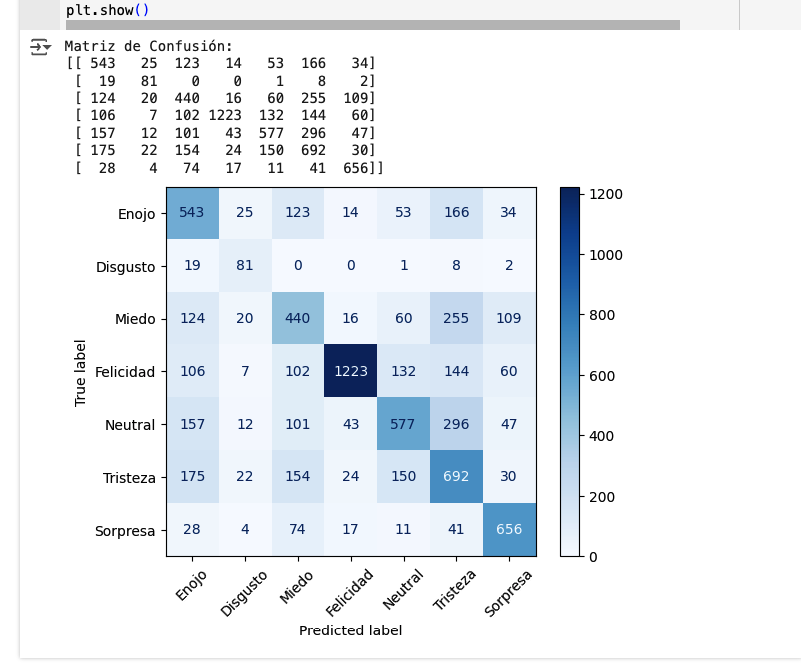 plt.show()
Matriz de Confusión:
[[ 543   25  123   14   53  166   34]
 [  19   81    0    0    1    8    2]
 [ 124   20  440   16   60  255  109]
 [ 106    7  102 1223  132  144   60]
 [ 157   12  101   43  577  296   47]
 [ 175   22  154   24  150  692   30]
 [  28    4   74   17   11   41  656]]
Enojo 543 25 123 14 53 166 34
Disgusto 19 81 0 0 1 8 2
Miedo 124 20 440 16 60 255 109
Felicidad 106 7 102 1223 132 144 60
Neutral 157 12 101 43 577 296 47
Tristeza 175 22 154 24 150 692 30
Sorpresa 28 4 74 17 11 41 656
True label
Enojo Disgusto Miedo Felicidad Neutral Tristeza Sorpresa
Predicted label
1200
1000
800
600
400
200
0